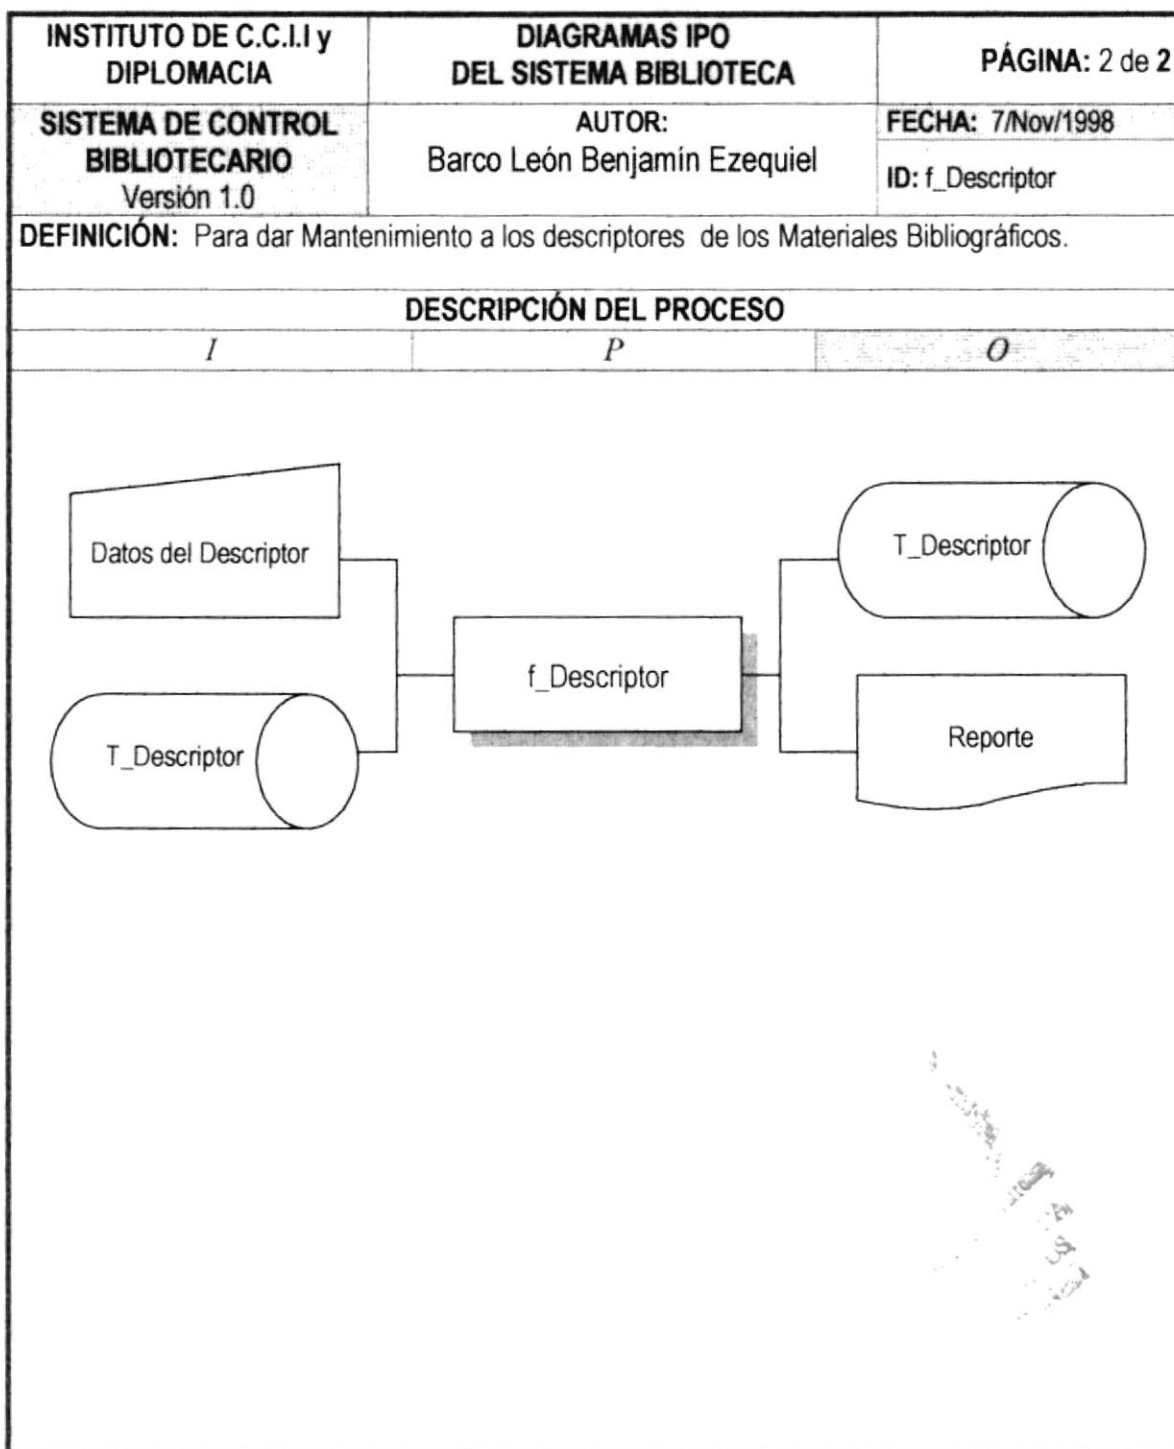 INSTITUTO DE C.C.I.I y
DIPLOMACIA
DIAGRAMAS IPO
DEL SISTEMA BIBLIOTECA
PÁGINA: 2 de 2
SISTEMA DE CONTROL
BIBLIOTECARIO
Versión 1.0
AUTOR:
Barco León Benjamín Ezequiel
FECHA: 7/Nov/1998
ID: f_Descriptor
DEFINICIÓN: Para dar Mantenimiento a los descriptores de los Materiales Bibliográficos.
DESCRIPCIÓN DEL PROCESO
I P O
Datos del Descriptor
T_Descriptor
f_Descriptor
T_Descriptor
Reporte